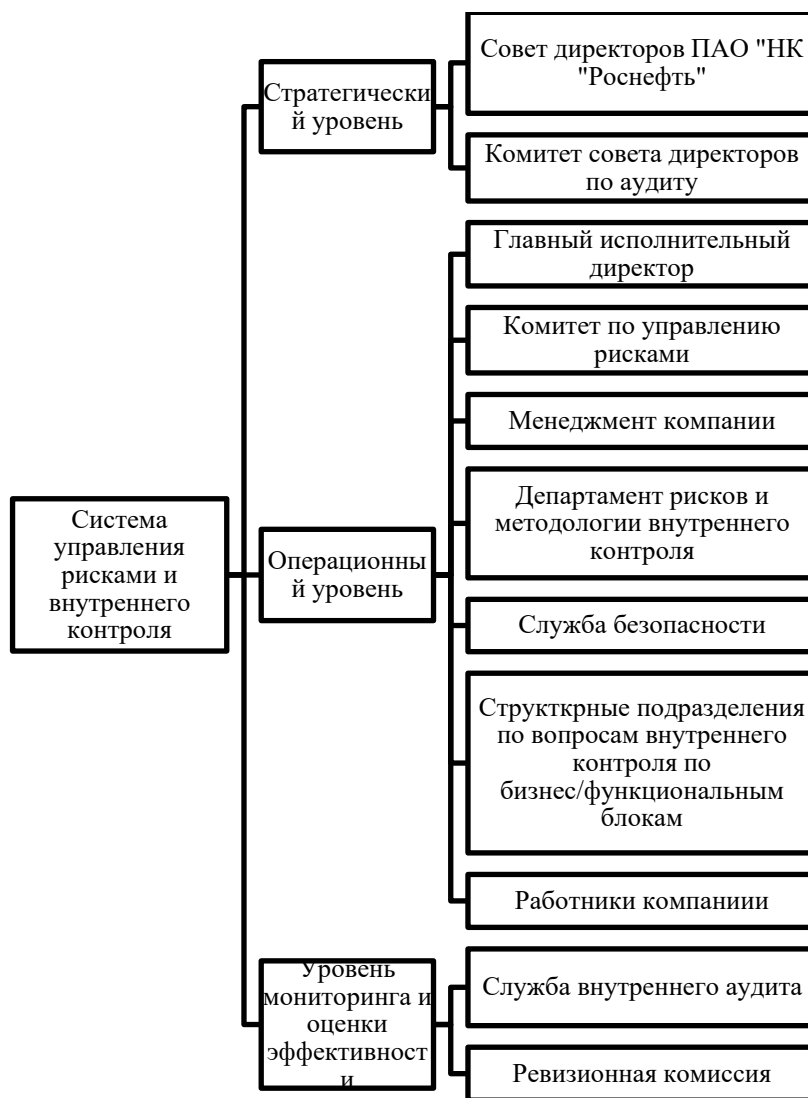 Совет директоров ПАО "НК
"Роснефть"
Стратегически
й уровень
Комитет совета директоров
по аудиту
Главный исполнительный
директор
Комитет по управлению
рисками
Менеджмент компании
Департамент рисков и
методологии внутреннего
контроля
Система
управления
рисками и
внутреннего
контроля
Операционны
й уровень
Служба безопасности
Структкрные подразделения
по вопросам внутреннего
контроля по
бизнес/функциональным
блокам
Работники компаниии
Уровень
мониторинга и
оценки
эффективност
и
Служба внутреннего аудита
Ревизионная комиссия